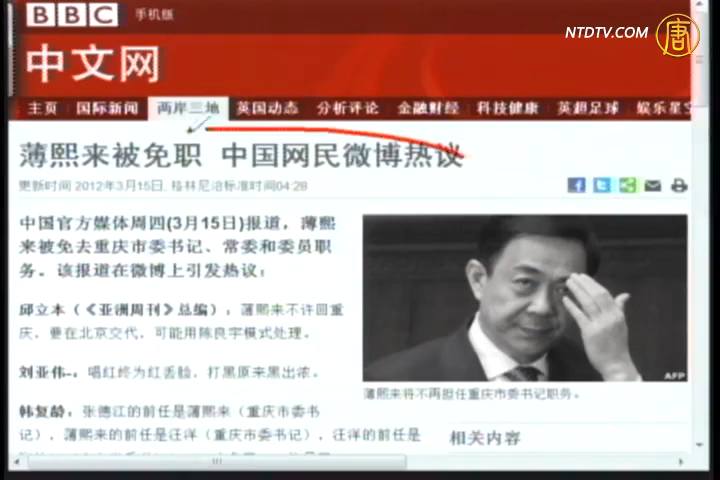 BBC 手机版
NTDTV.COM 唐
中文网
主页 国际新闻 两岸三地 英国动态 分析评论 金融财经 科技健康 英超足球 娱乐星空
薄熙来被免职 中国网民微博热议
更新时间 2012年3月15日, 格林尼治标准时间04:28
中国官方媒体周四(3月15日)报道，薄熙
来被免去重庆市委书记、常委和委员职
务。该报道在微博上引发热议：
邱立本（《亚洲周刊》总编）：薄熙来不许回重
庆，要在北京交代，可能用陈良宇模式处理。
刘亚伟-：唱红终为红丢脸，打黑原来黑出浓。
韩复龄：张德江的前任是薄熙来（重庆市委书
记），薄熙来的前任是汪洋（重庆市委书记），汪洋的前任是
AFP
薄熙来将不再担任重庆市委书记职务。
相关内容